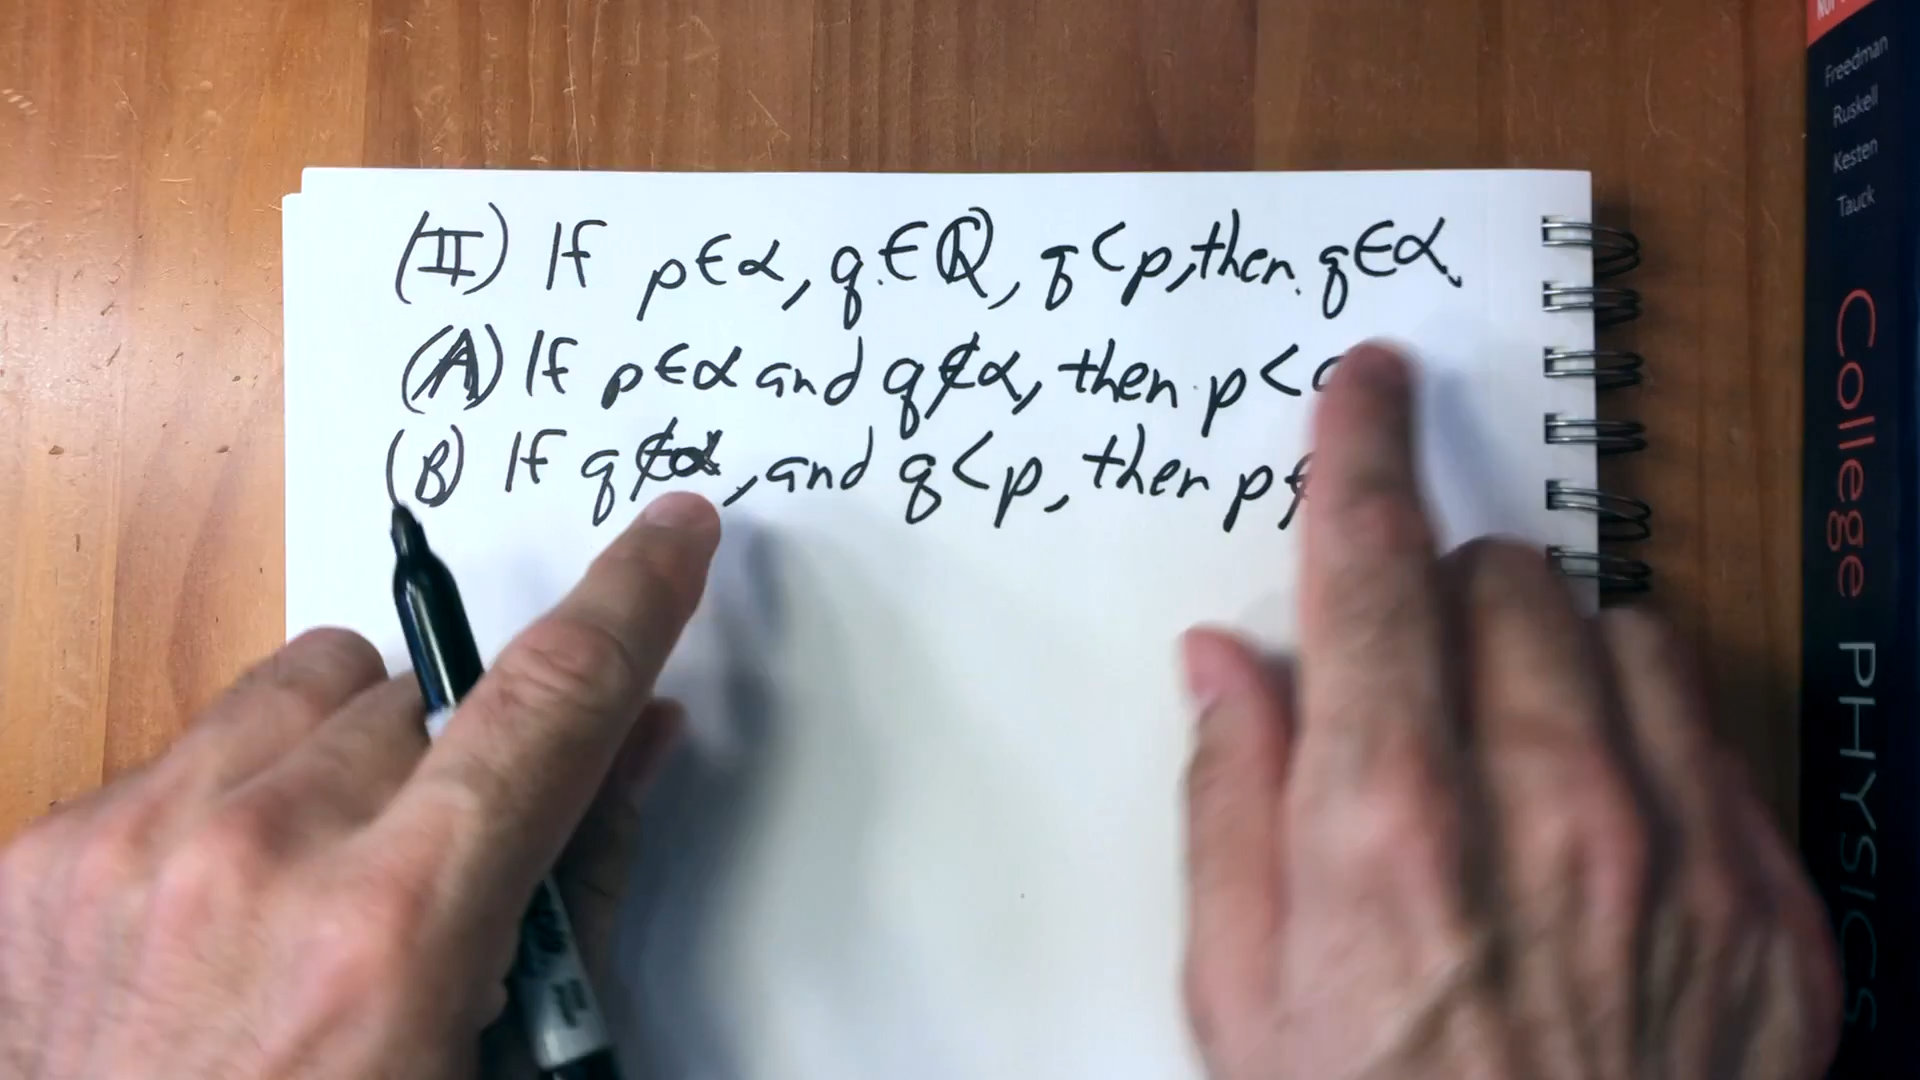 (II) If p∈α, q∈ℚ, q<p, then q∈α.
(A) If p∈α and q∉α, then p<
(B) If q∉α, and q<p, then p
Freedman
Ruskell
Kesten
Tauck
College PHYSICS